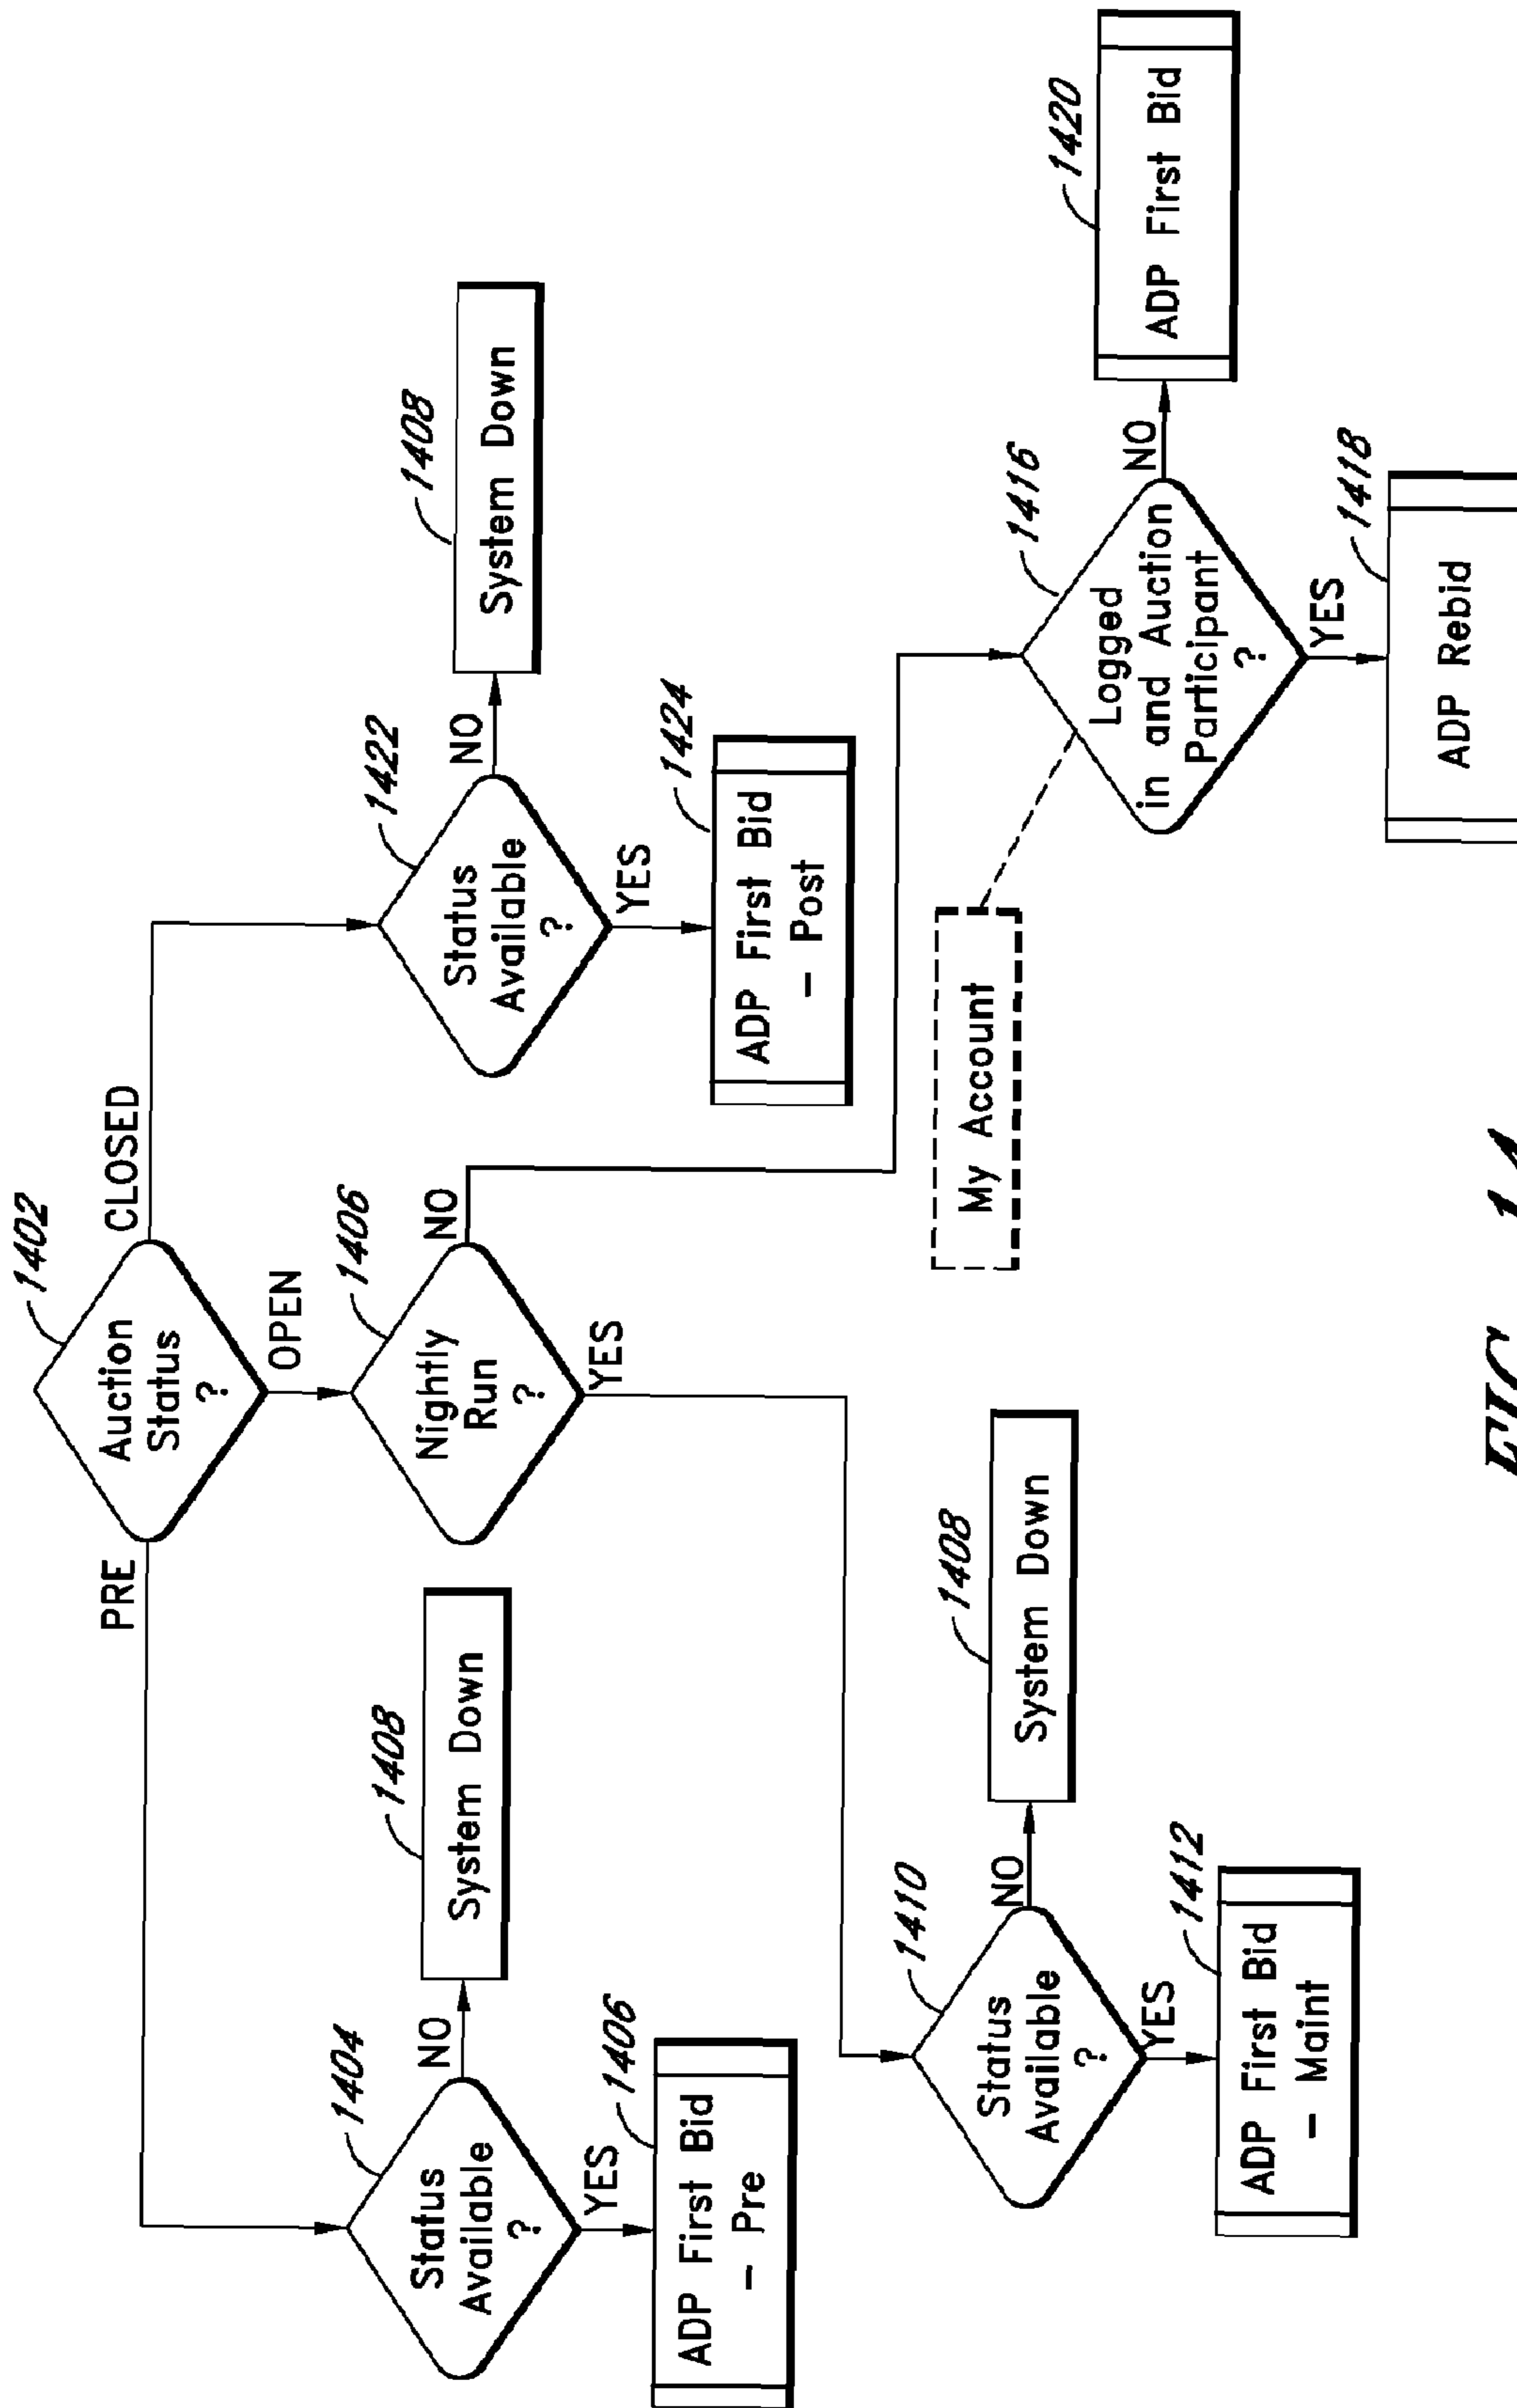 1402
Auction
Status
?
PRE
CLOSED
OPEN
1404
Status
Available
?
NO
1408
System Down
YES
1406
ADP First Bid
– Pre
1406
Nightly
Run
?
NO
YES
1422
Status
Available
?
NO
1408
System Down
YES
1424
ADP First Bid
– Post
1410
Status
Available
?
NO
1408
System Down
YES
1412
ADP First Bid
– Maint
My Account
1416
Logged
in and Auction
Participant
?
NO
1420
ADP First Bid
YES
1418
ADP Rebid
FIG. 14